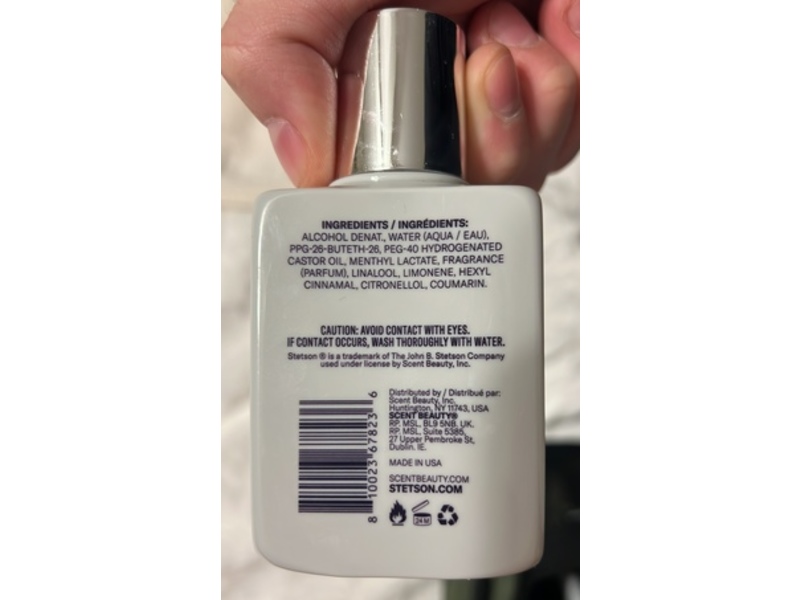 INGREDIENTS / INGRÉDIENTS:
ALCOHOL DENAT., WATER (AQUA / EAU),
PPG-26-BUTETH-26, PEG-40 HYDROGENATED
CASTOR OIL, MENTHYL LACTATE, FRAGRANCE
(PARFUM), LINALOOL, LIMONENE, HEXYL
CINNAMAL, CITRONELLOL, COUMARIN.
CAUTION: AVOID CONTACT WITH EYES.
IF CONTACT OCCURS, WASH THOROUGHLY WITH WATER.
Stetson ® is a trademark of The John B. Stetson Company
used under license by Scent Beauty, Inc.
8 10023 67823 6
Distributed by / Distribué par:
Scent Beauty, Inc.
Huntington, NY 11743, USA
SCENT BEAUTY®
RP. MSL, BL9 5NB, UK.
RP. MSL, Suite 5385,
27 Upper Pembroke St,
Dublin. IE.
MADE IN USA
SCENTBEAUTY.COM
STETSON.COM
24 M